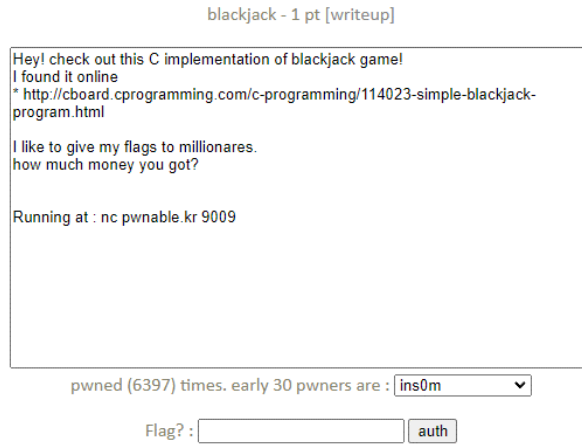 blackjack - 1 pt [writeup]
Hey! check out this C implementation of blackjack game!
I found it online
* http://cboard.cprogramming.com/c-programming/114023-simple-blackjack-
program.html
I like to give my flags to millionares.
how much money you got?
Running at : nc pwnable.kr 9009
pwned (6397) times. early 30 pwners are : ins0m
Flag? : auth